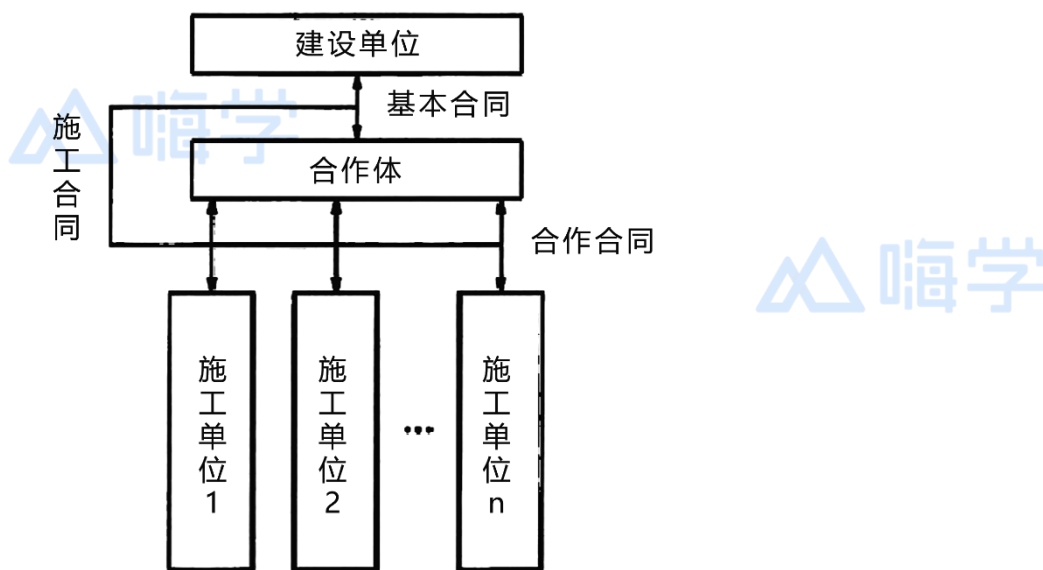 建设单位
基本合同
施工合同
嗨学
合作体
合作合同
嗨学
施工单位1
施工单位2
...
施工单位n